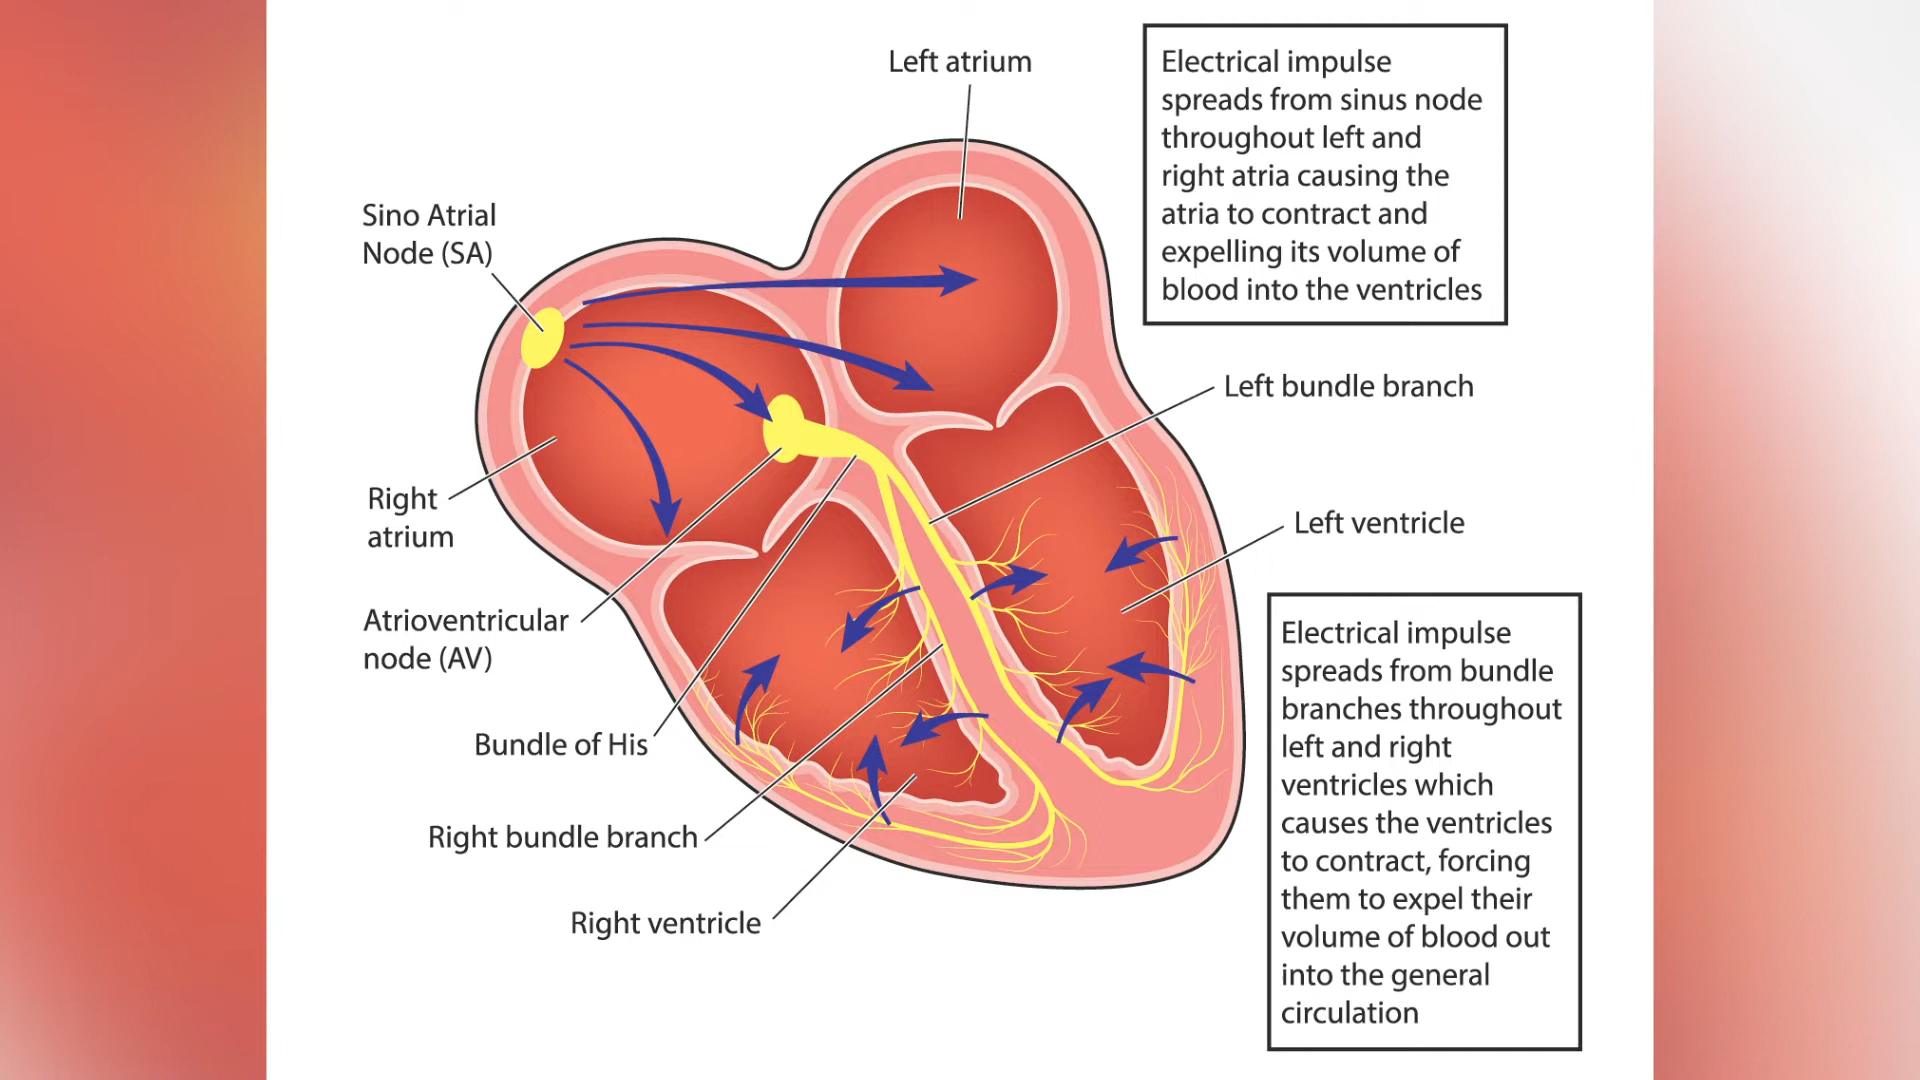 Left atrium
Electrical impulse
spreads from sinus node
throughout left and
right atria causing the
atria to contract and
expelling its volume of
blood into the ventricles
Sino Atrial
Node (SA)
Left bundle branch
Right
atrium
Left ventricle
Atrioventricular
node (AV)
Electrical impulse
spreads from bundle
branches throughout
left and right
ventricles which
causes the ventricles
to contract, forcing
them to expel their
volume of blood out
into the general
circulation
Bundle of His
Right bundle branch
Right ventricle